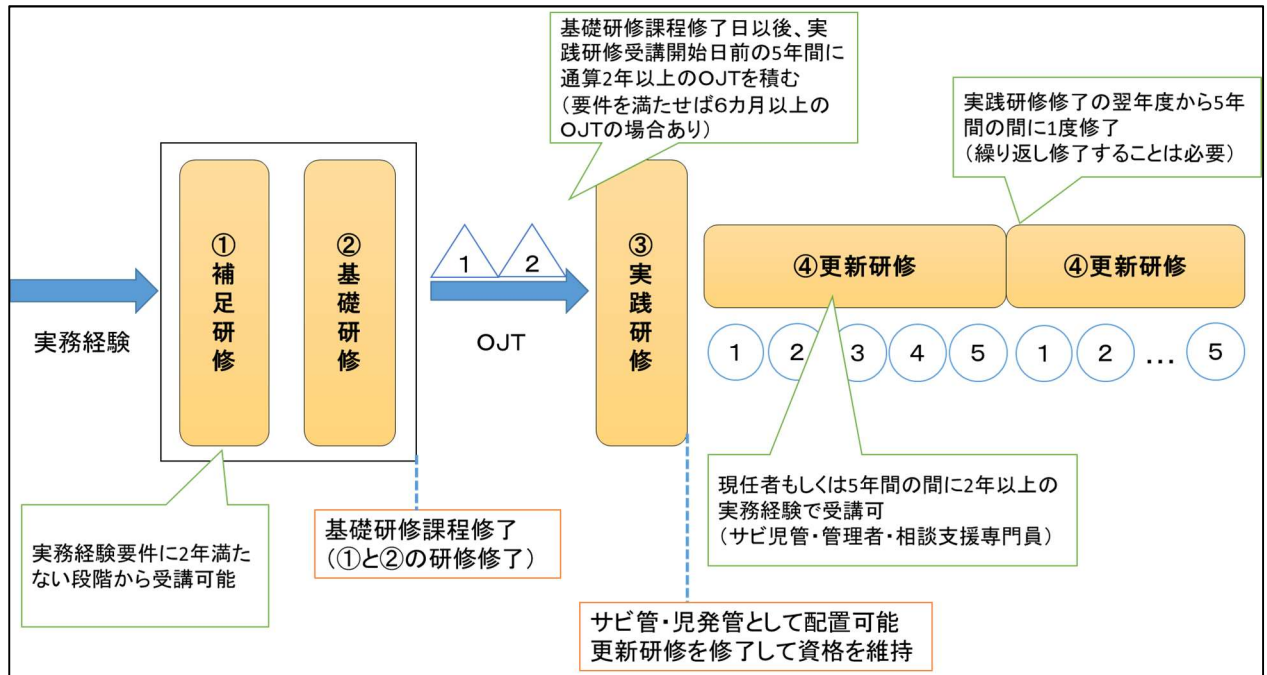 基礎研修課程修了日以後、実
践研修受講開始日前の5年間に
通算2年以上のOJTを積む
（要件を満たせば6カ月以上の
OJTの場合あり）
実践研修修了の翌年度から5年
間の間に1度修了
（繰り返し修了することは必要）
実務経験
①補足研修
②基礎研修
1 2
OJT
③実践研修
④更新研修
④更新研修
1 2 3 4 5 1 2 … 5
実務経験要件に2年満た
ない段階から受講可能
基礎研修課程修了
（①と②の研修修了）
現任者もしくは5年間の間に2年以上の
実務経験で受講可
（サビ児管・管理者・相談支援専門員）
サビ管・児発管として配置可能
更新研修を修了して資格を維持